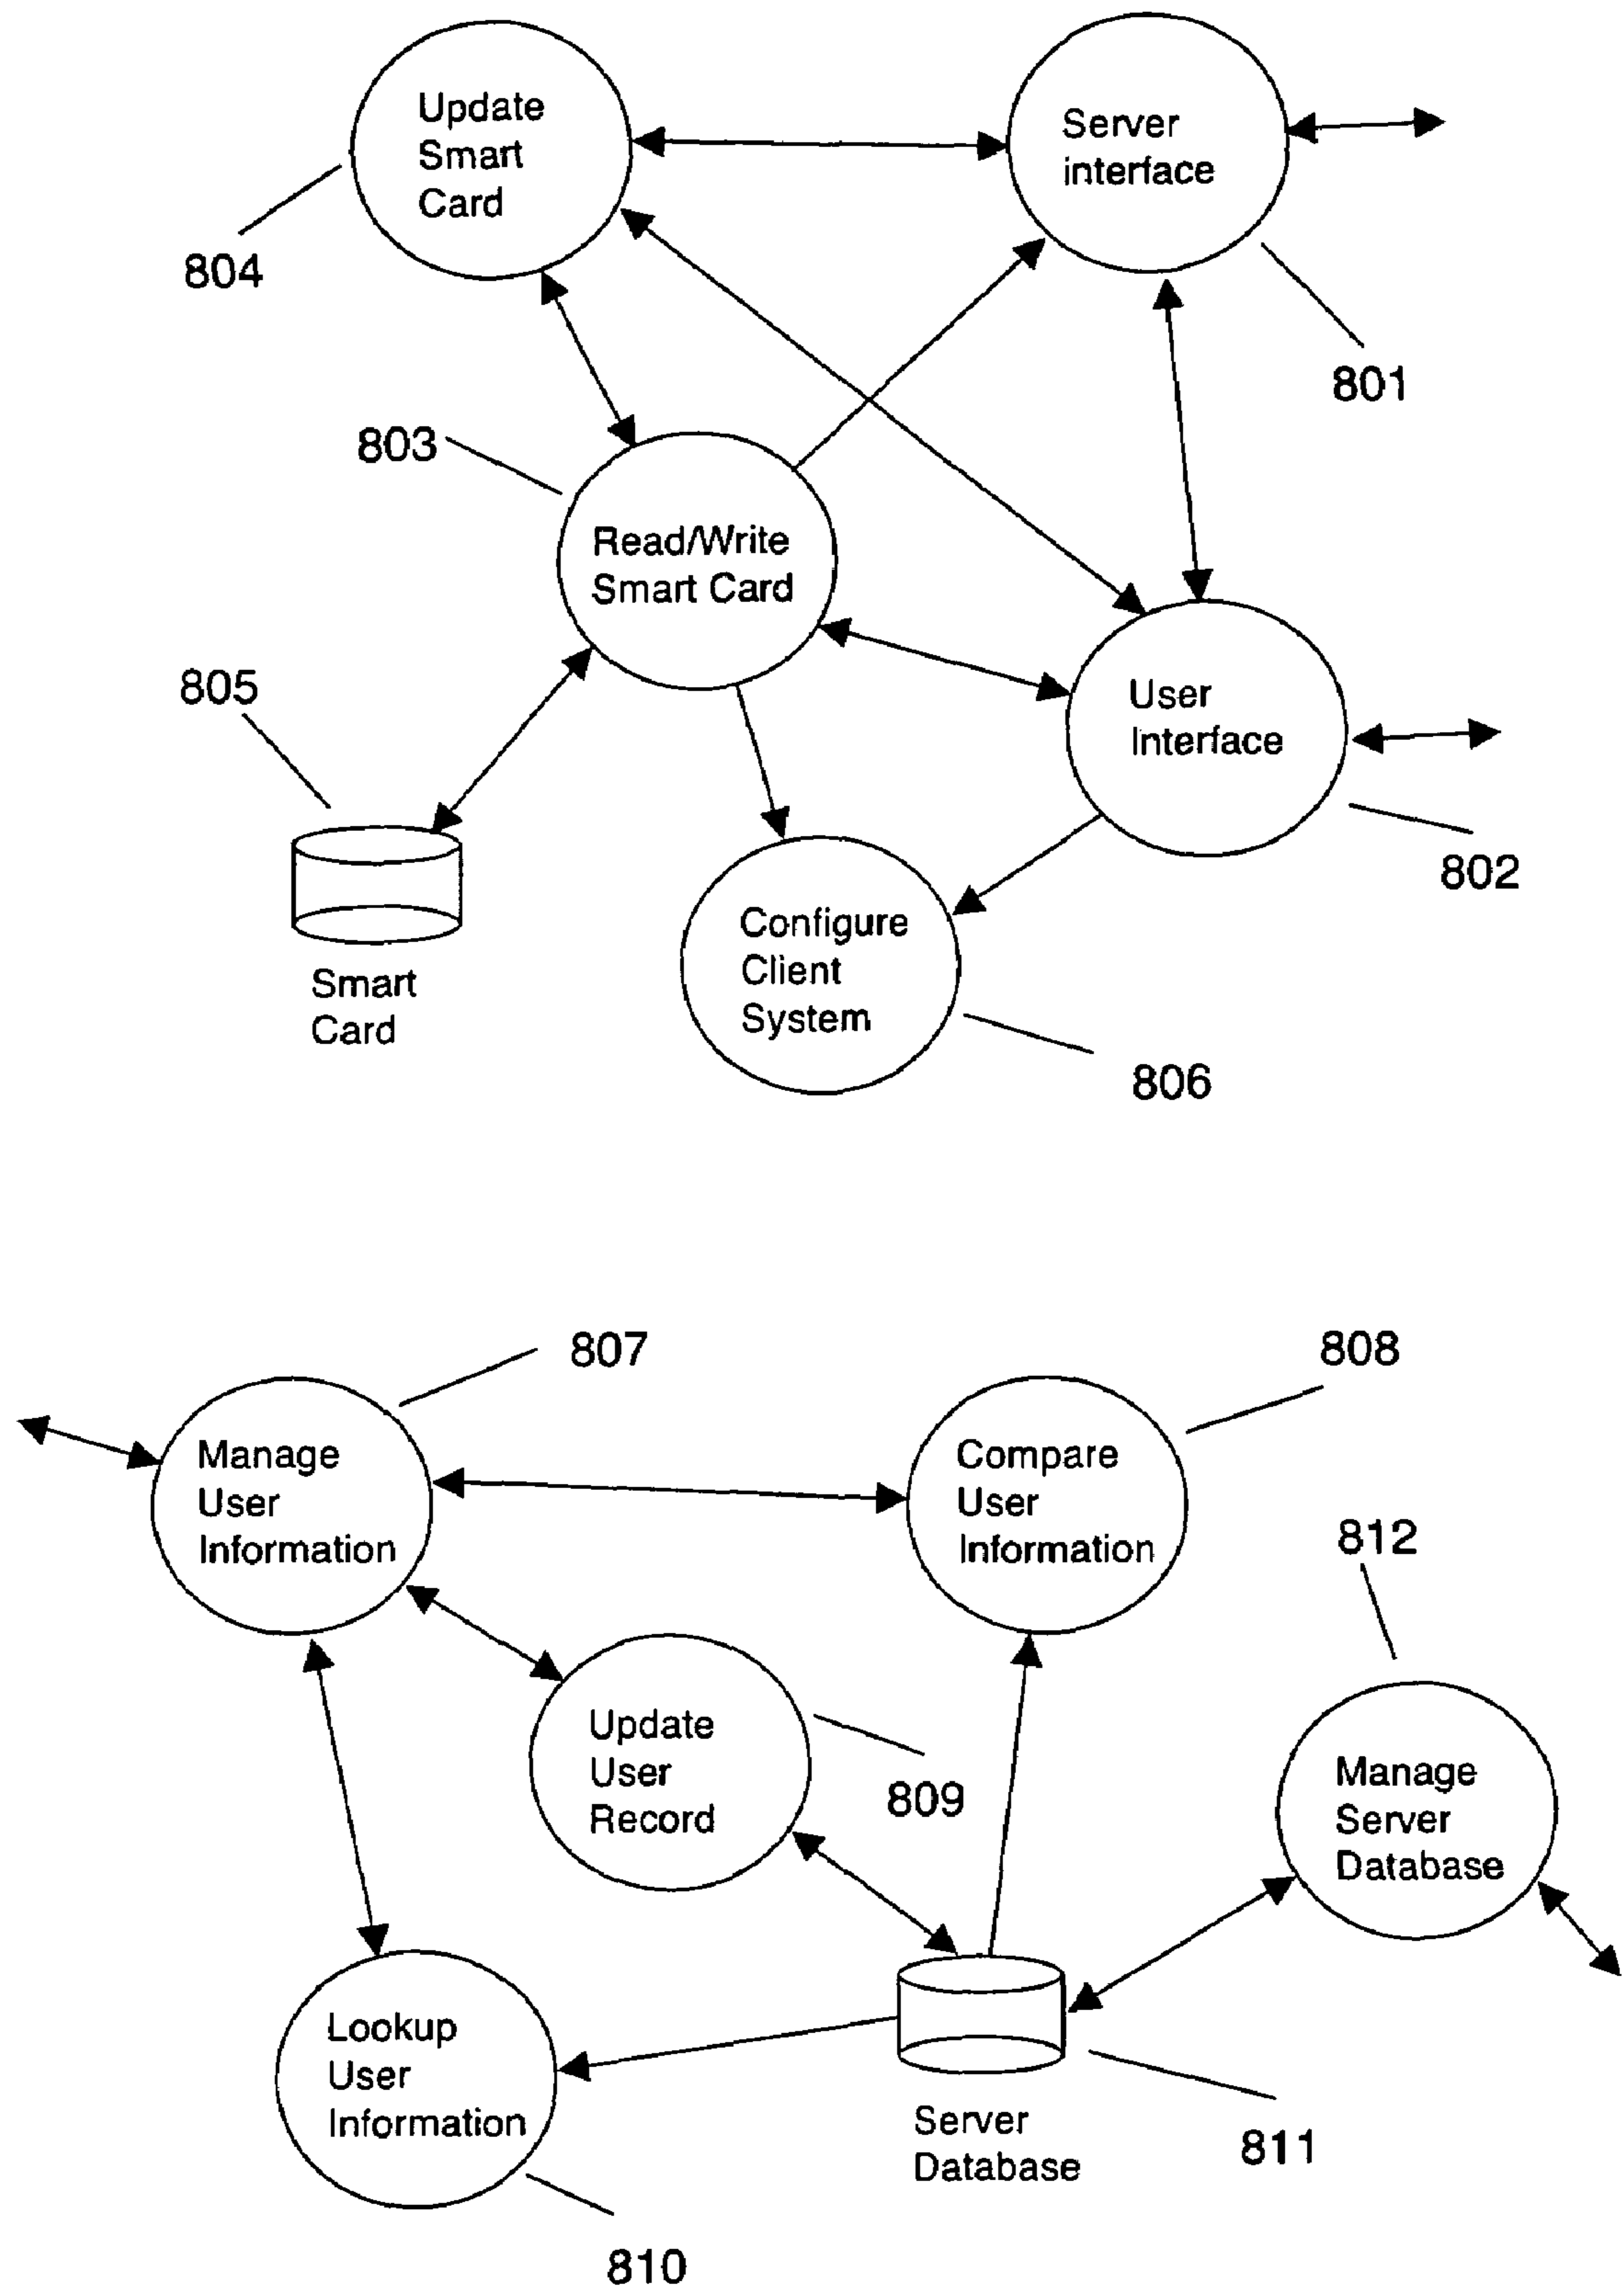 Update
Smart
Card
Server
interface
804
801
803
Read/Write
Smart Card
805
User
Interface
802
Configure
Client
System
Smart
Card
806
807
808
Manage
User
Information
Compare
User
Information
812
Update
User
Record
809
Manage
Server
Database
Lookup
User
Information
Server
Database
811
810